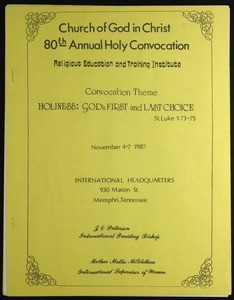 Church of God in Christ
80th Annual Holy Convocation
Religious Education and Training Institute
Convocation Theme
HOLINESS: GOD's FIRST and LAST CHOICE
St. Luke 1:73-75
November 4-7 1987
INTERNATIONAL HEADQUARTERS
930 Mason St.
Memphis, Tennessee
J. O. Patterson
International Presiding Bishop
Mother Mattie McGlothen
International Supervisor of Women